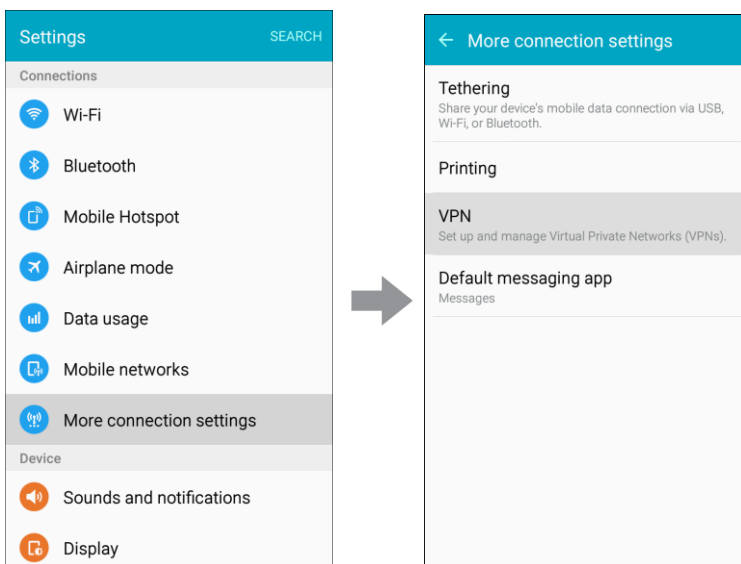 Settings
SEARCH
Connections
Wi-Fi
Bluetooth
Mobile Hotspot
Airplane mode
Data usage
Mobile networks
More connection settings
Device
Sounds and notifications
Display
More connection settings
Tethering
Share your device's mobile data connection via USB,
Wi-Fi, or Bluetooth.
Printing
VPN
Set up and manage Virtual Private Networks (VPNs).
Default messaging app
Messages